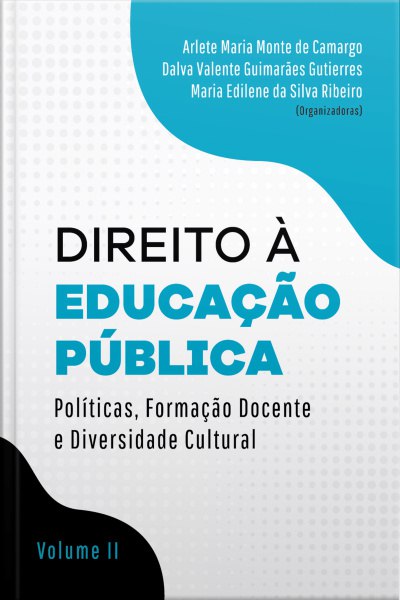 Arlete Maria Monte de Camargo
Dalva Valente Guimarães Gutierres
Maria Edilene da Silva Ribeiro
(Organizadoras)
DIREITO À
EDUCAÇÃO
PÚBLICA
Políticas, Formação Docente
e Diversidade Cultural
Volume II